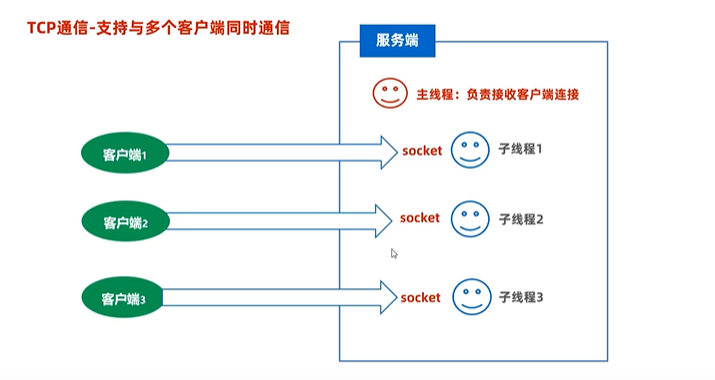 TCP通信-支持与多个客户端同时通信
服务端
主线程：负责接收客户端连接
客户端1
socket
子线程1
客户端2
socket
子线程2
客户端3
socket
子线程3